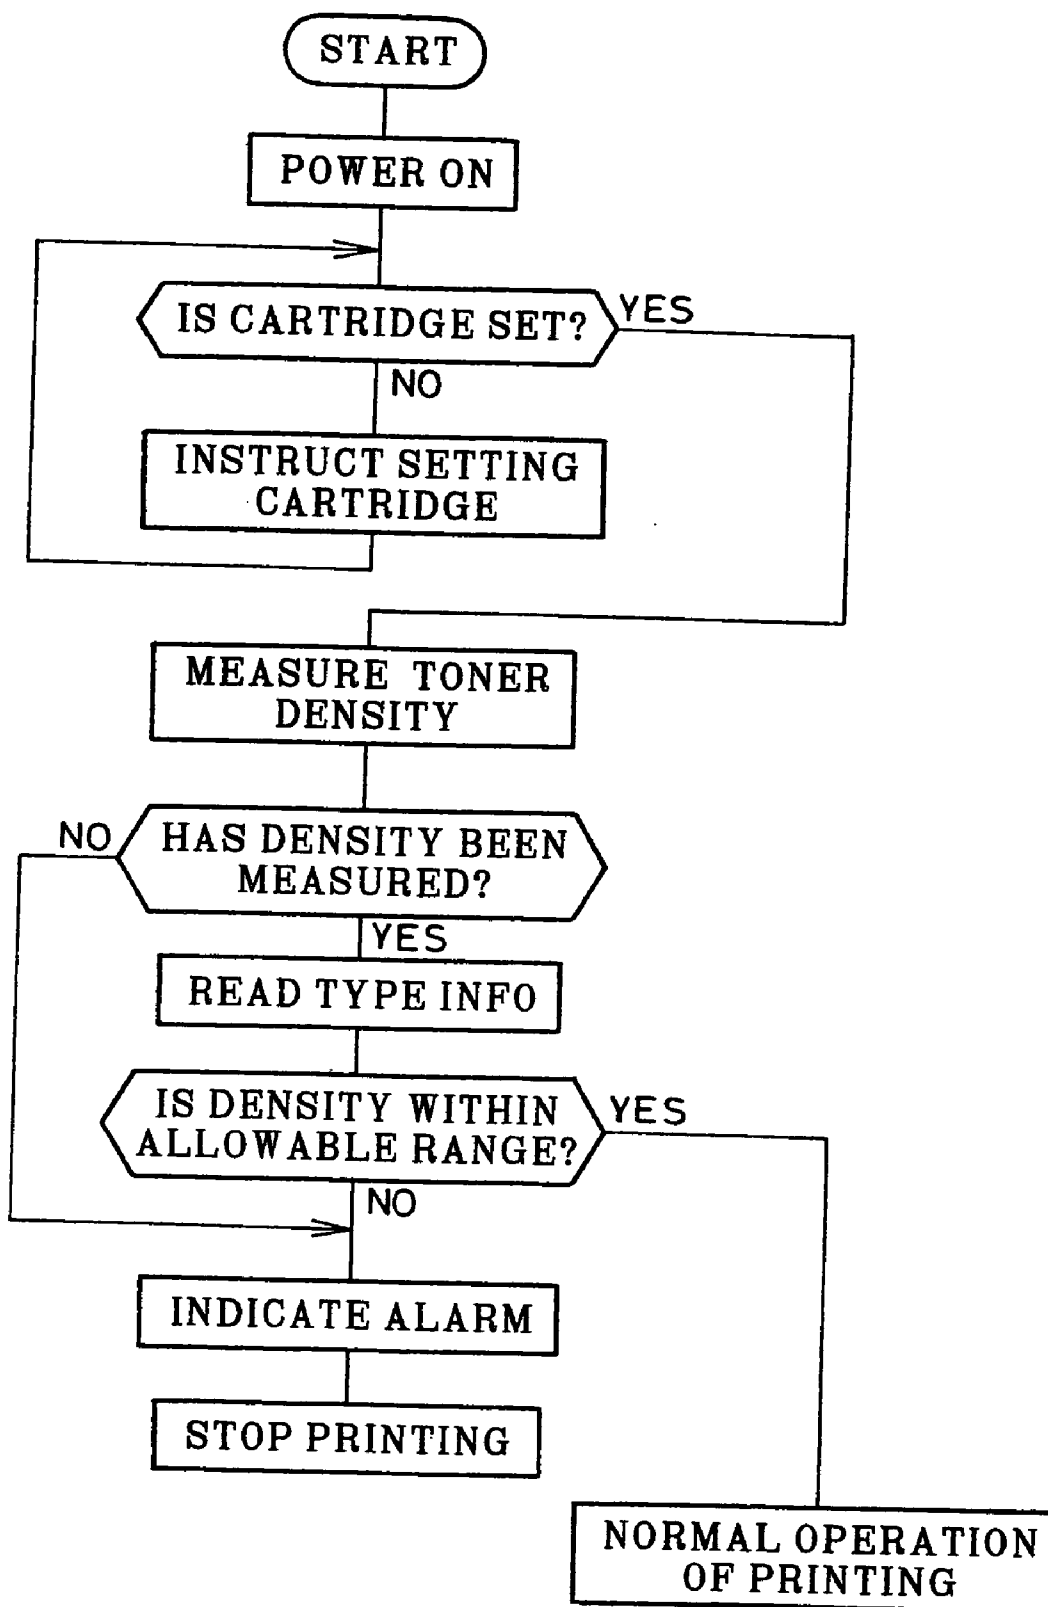 START
POWER ON
IS CARTRIDGE SET?
YES
NO
INSTRUCT SETTING
CARTRIDGE
MEASURE TONER
DENSITY
NO
HAS DENSITY BEEN
MEASURED?
YES
READ TYPE INFO
IS DENSITY WITHIN
ALLOWABLE RANGE?
YES
NO
INDICATE ALARM
STOP PRINTING
NORMAL OPERATION
OF PRINTING